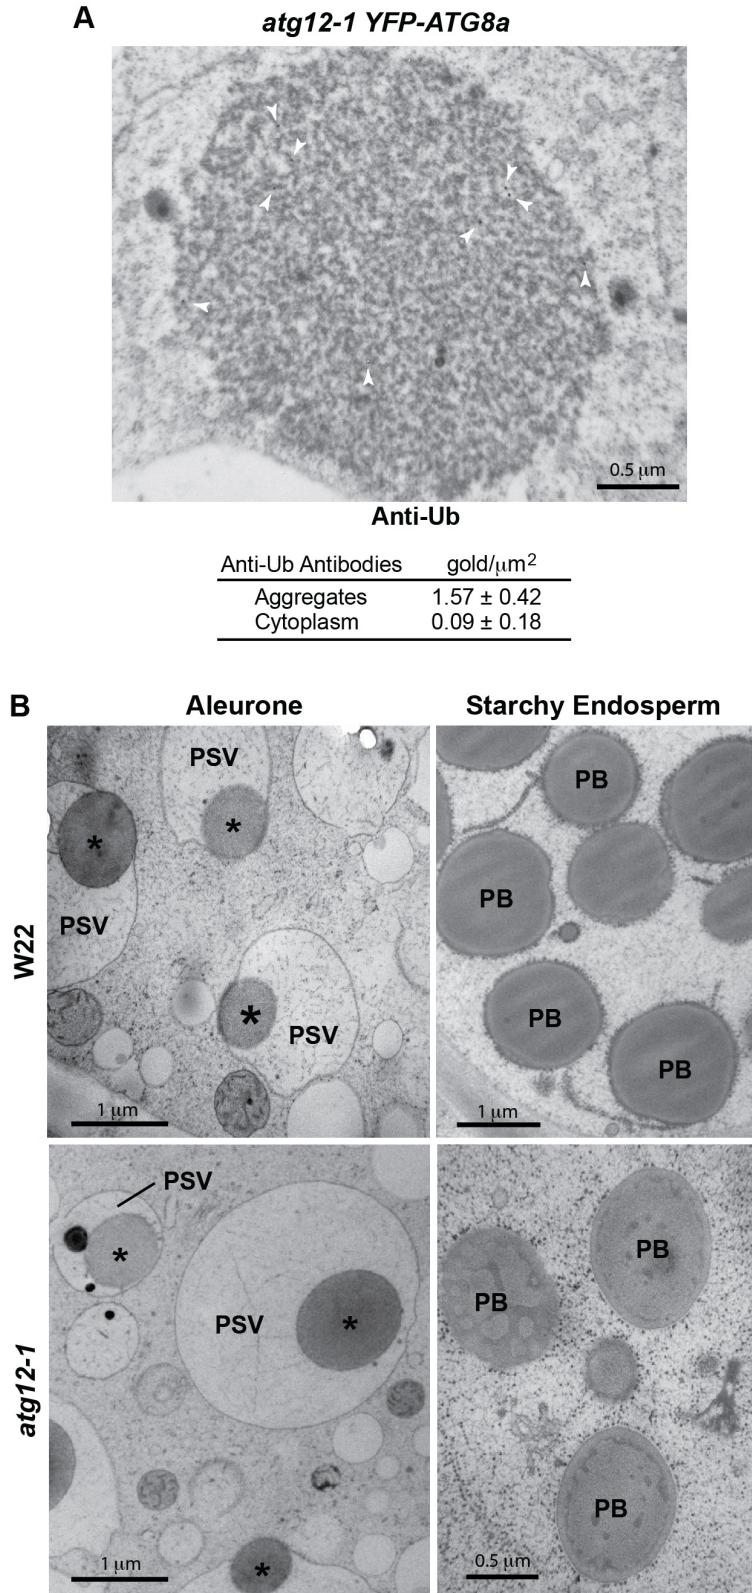 A
atg12-1 YFP-ATG8a
0.5 μm
Anti-Ub
Anti-Ub Antibodies gold/μm2
Aggregates 1.57 ± 0.42
Cytoplasm 0.09 ± 0.18
B
Aleurone Starchy Endosperm
W22
PSV
*
*
PSV
*
PSV
1 μm
PB
PB
PB
PB
1 μm
atg12-1
PSV
*
PSV
*
*
1 μm
PB
PB
PB
0.5 μm